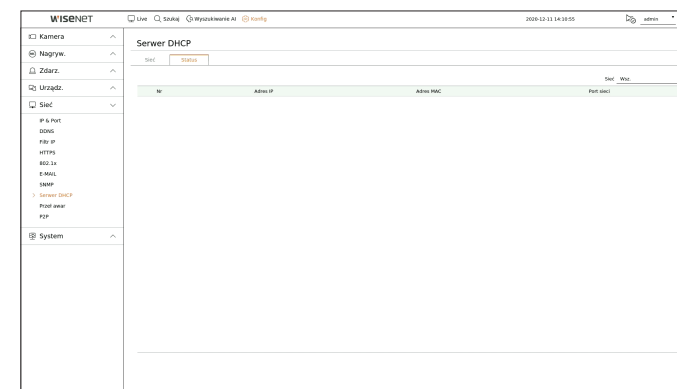 WISENET
Live Szukaj Wyszukiwanie AI Konfig 2020-12-11 14:10:55 admin
Kamera
Nagryw.
Zdarz.
Urządz.
Sieć
IP & Port
DDNS
Filtr IP
HTTPS
802.1x
E-MAIL
SNMP
Serwer DHCP
Przeł awar
P2P
System
Serwer DHCP
Sieć Status
Sieć Wsz.
Nr Adres IP Adres MAC Port sieci